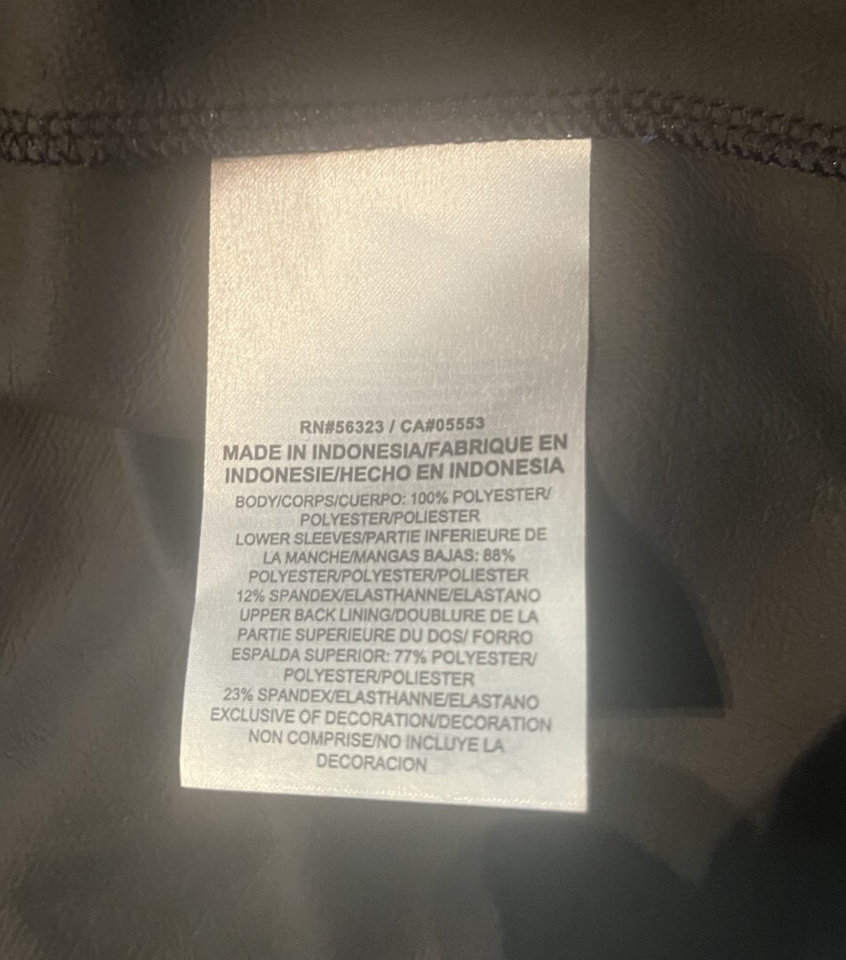 RN#56323 / CA#05553
MADE IN INDONESIA/FABRIQUE EN
INDONESIE/HECHO EN INDONESIA
BODY/CORPS/CUERPO: 100% POLYESTER/
POLYESTER/POLIESTER
LOWER SLEEVES/PARTIE INFERIEURE DE
LA MANCHE/MANGAS BAJAS: 88%
POLYESTER/POLYESTER/POLIESTER
12% SPANDEX/ELASTHANNE/ELASTANO
UPPER BACK LINING/DOUBLURE DE LA
PARTIE SUPERIEURE DU DOS/ FORRO
ESPALDA SUPERIOR: 77% POLYESTER/
POLYESTER/POLIESTER
23% SPANDEX/ELASTHANNE/ELASTANO
EXCLUSIVE OF DECORATION/DECORATION
NON COMPRISE/NO INCLUYE LA
DECORACION